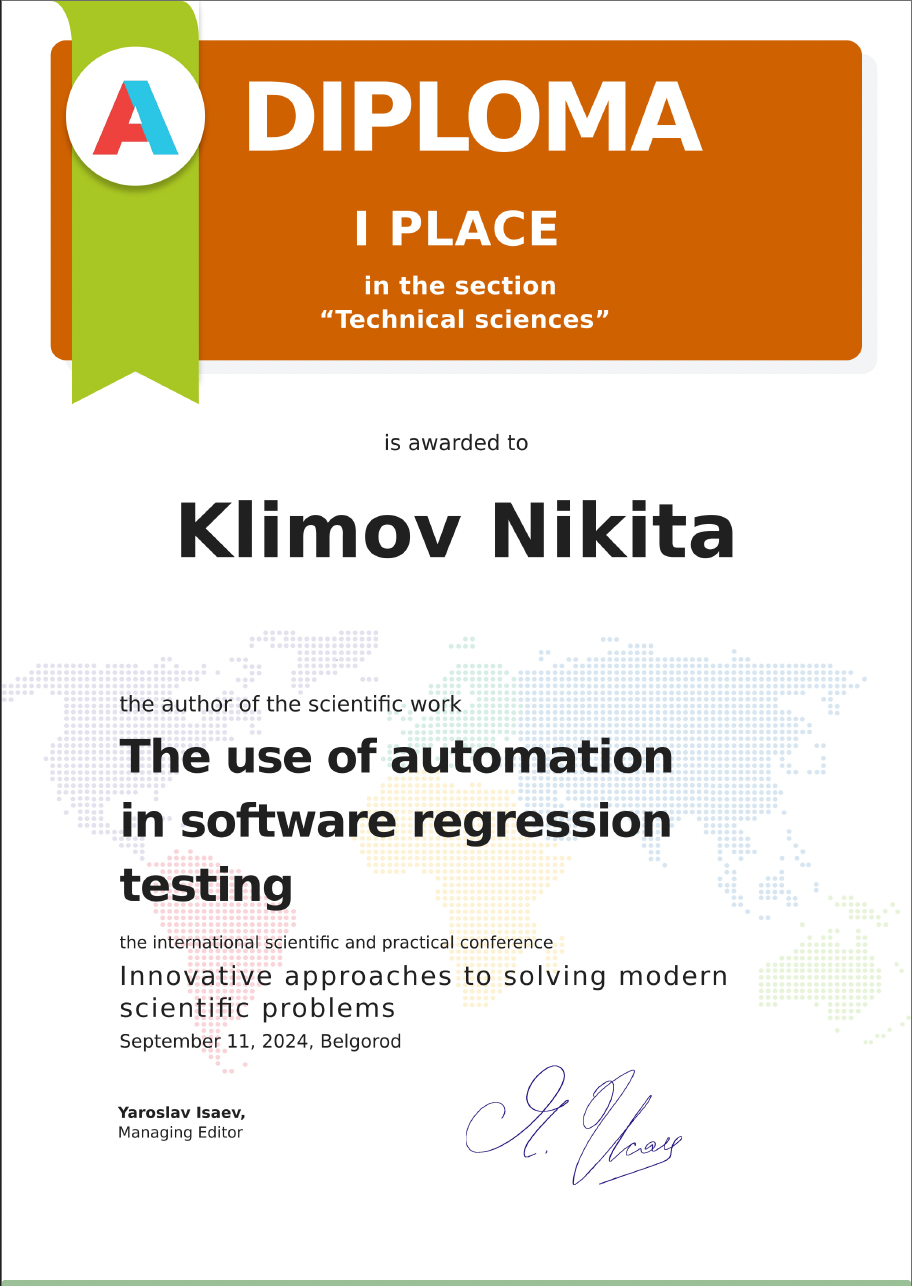 A
DIPLOMA
I PLACE
in the section
“Technical sciences”
is awarded to
Klimov Nikita
the author of the scientific work
The use of automation
in software regression
testing
the international scientific and practical conference
Innovative approaches to solving modern
scientific problems
September 11, 2024, Belgorod
Yaroslav Isaev,
Managing Editor